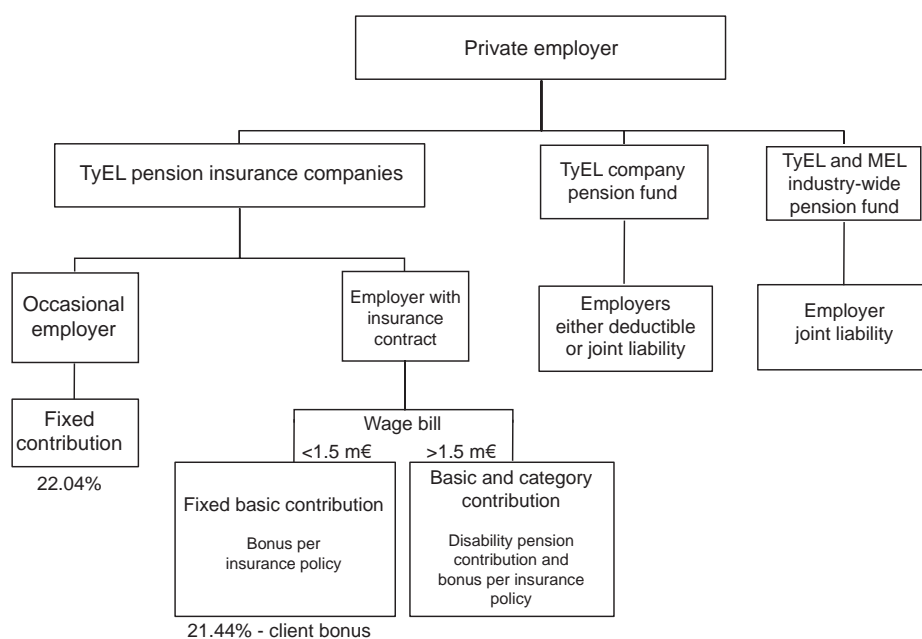 Private employer
TyEL pension insurance companies
TyEL company
pension fund
TyEL and MEL
industry-wide
pension fund
Occasional
employer
Employer with
insurance
contract
Employers
either deductible
or joint liability
Employer
joint liability
Fixed
contribution
22.04%
Wage bill
<1.5 m€
>1.5 m€
Fixed basic contribution
Bonus per
insurance policy
21.44% - client bonus
Basic and category
contribution
Disability pension
contribution and
bonus per insurance
policy